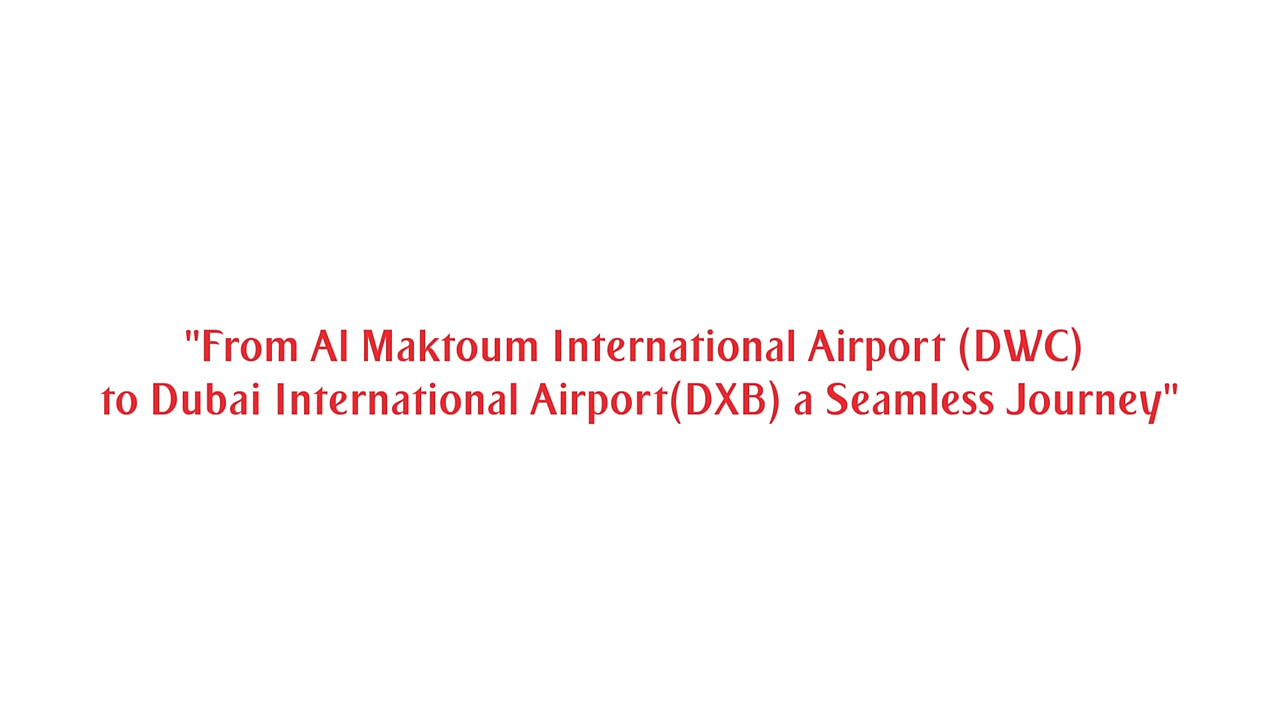 "From Al Maktoum International Airport (DWC)
to Dubai International Airport(DXB) a Seamless Journey"